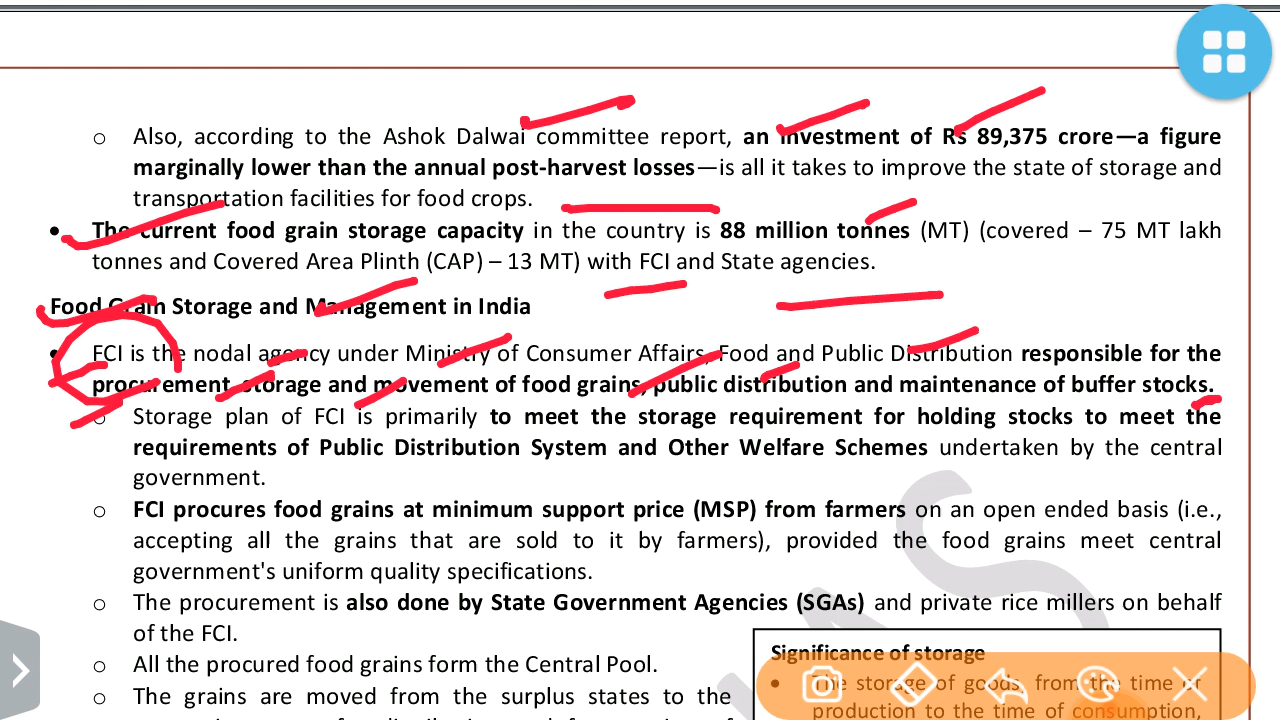 o Also, according to the Ashok Dalwai committee report, an investment of Rs 89,375 crore—a figure
marginally lower than the annual post-harvest losses—is all it takes to improve the state of storage and
transportation facilities for food crops.
• The current food grain storage capacity in the country is 88 million tonnes (MT) (covered – 75 MT lakh
tonnes and Covered Area Plinth (CAP) – 13 MT) with FCI and State agencies.
Food Grain Storage and Management in India
• FCI is the nodal agency under Ministry of Consumer Affairs, Food and Public Distribution responsible for the
procurement, storage and movement of food grains, public distribution and maintenance of buffer stocks.
o Storage plan of FCI is primarily to meet the storage requirement for holding stocks to meet the
requirements of Public Distribution System and Other Welfare Schemes undertaken by the central
government.
o FCI procures food grains at minimum support price (MSP) from farmers on an open ended basis (i.e.,
accepting all the grains that are sold to it by farmers), provided the food grains meet central
government's uniform quality specifications.
o The procurement is also done by State Government Agencies (SGAs) and private rice millers on behalf
of the FCI.
o All the procured food grains form the Central Pool.
o The grains are moved from the surplus states to the
Significance of storage
• The storage of goods, from the time of
production to the time of consumption,